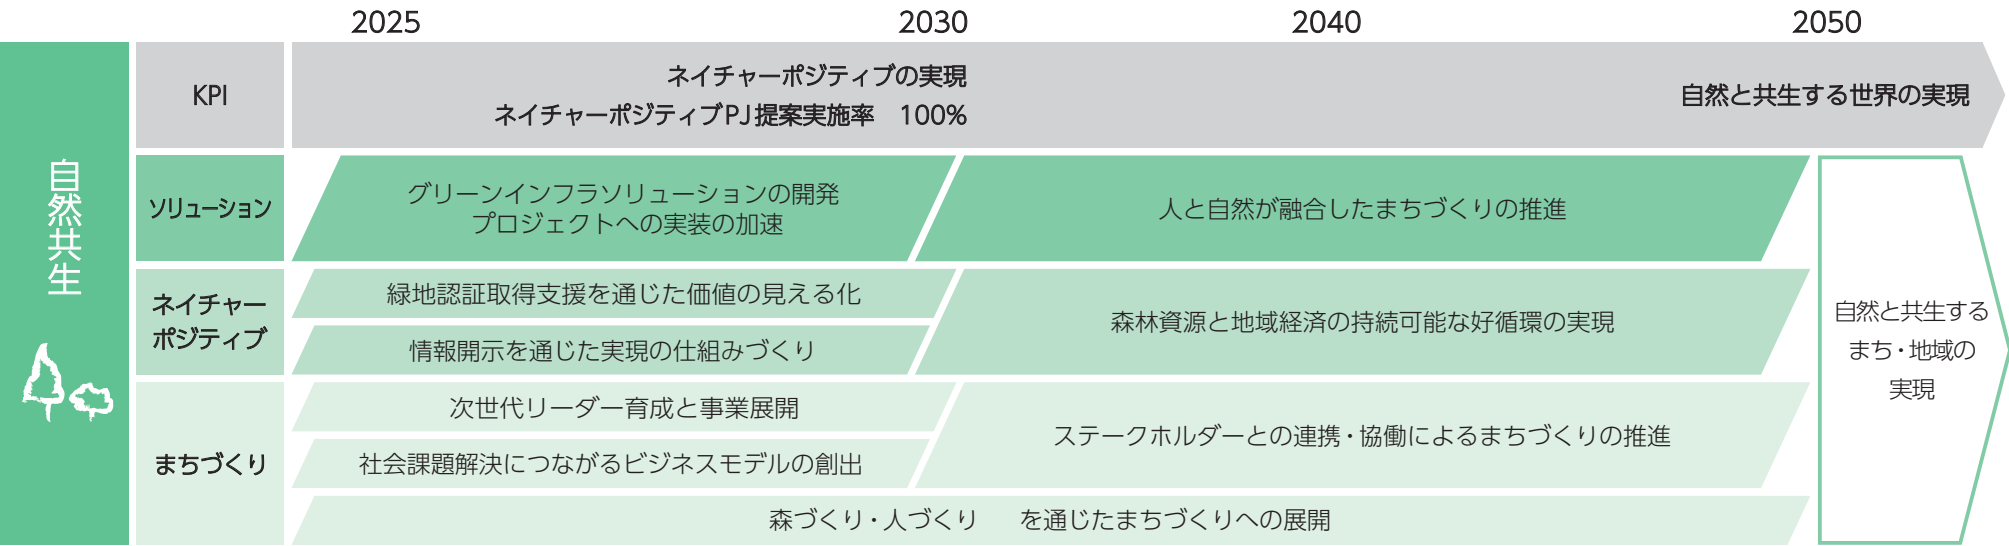 2025
2030
2040
2050
自然共生
KPI
ネイチャーポジティブの実現
ネイチャーポジティブPJ提案実施率　100%
自然と共生する世界の実現
ソリューション
グリーンインフラソリューションの開発
プロジェクトへの実装の加速
人と自然が融合したまちづくりの推進
ネイチャー
ポジティブ
緑地認証取得支援を通じた価値の見える化
情報開示を通じた実現の仕組みづくり
森林資源と地域経済の持続可能な好循環の実現
まちづくり
次世代リーダー育成と事業展開
社会課題解決につながるビジネスモデルの創出
ステークホルダーとの連携・協働によるまちづくりの推進
森づくり・人づくり　を通じたまちづくりへの展開
自然と共生する
まち・地域の
実現